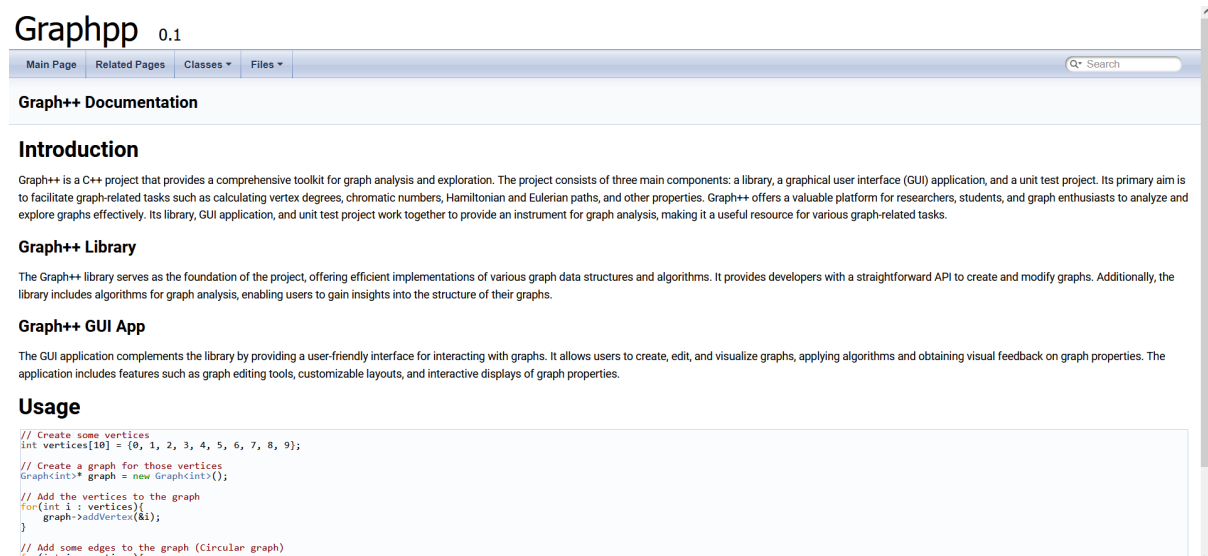 Graphpp 0.1
Main Page Related Pages Classes Files Search
Graph++ Documentation
Introduction
Graph++ is a C++ project that provides a comprehensive toolkit for graph analysis and exploration. The project consists of three main components: a library, a graphical user interface (GUI) application, and a unit test project. Its primary aim is
to facilitate graph-related tasks such as calculating vertex degrees, chromatic numbers, Hamiltonian and Eulerian paths, and other properties. Graph++ offers a valuable platform for researchers, students, and graph enthusiasts to analyze and
explore graphs effectively. Its library, GUI application, and unit test project work together to provide an instrument for graph analysis, making it a useful resource for various graph-related tasks.
Graph++ Library
The Graph++ library serves as the foundation of the project, offering efficient implementations of various graph data structures and algorithms. It provides developers with a straightforward API to create and modify graphs. Additionally, the
library includes algorithms for graph analysis, enabling users to gain insights into the structure of their graphs.
Graph++ GUI App
The GUI application complements the library by providing a user-friendly interface for interacting with graphs. It allows users to create, edit, and visualize graphs, applying algorithms and obtaining visual feedback on graph properties. The
application includes features such as graph editing tools, customizable layouts, and interactive displays of graph properties.
Usage
// Create some vertices
int vertices[10] = {0, 1, 2, 3, 4, 5, 6, 7, 8, 9};
// Create a graph for those vertices
Graph<int>* graph = new Graph<int>();
// Add the vertices to the graph
for(int i : vertices){
graph->addVertex(&i);
}
// Add some edges to the graph (Circular graph)